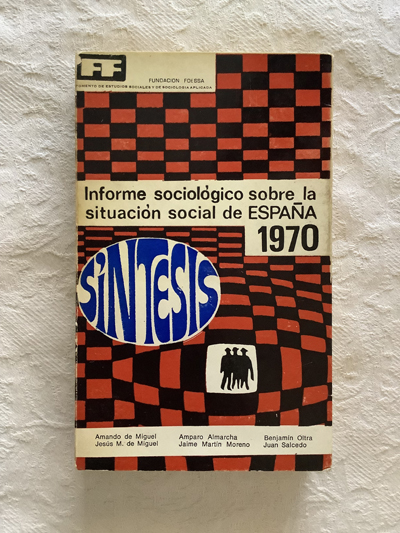 FF
FUNDACION FOESSA
FOMENTO DE ESTUDIOS SOCIALES Y DE SOCIOLOGIA APLICADA
Informe sociológico sobre la
situación social de ESPAÑA
1970
SÍNTESIS
Amando de Miguel
Jesús M. de Miguel
Amparo Almarcha
Jaime Martín Moreno
Benjamín Oltra
Juan Salcedo